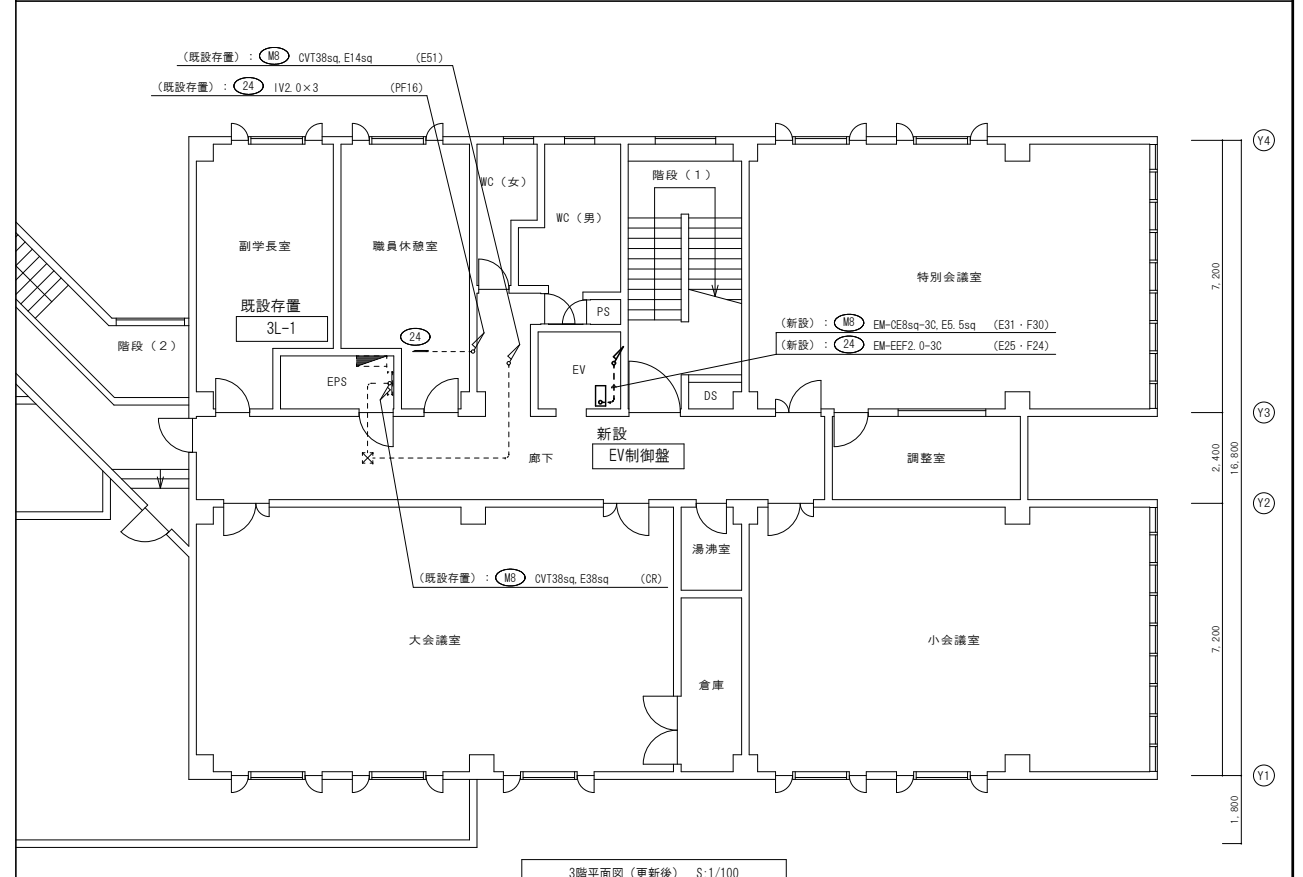 (既設存置) : M8 CVT38sq, E14sq (E51)
(既設存置) : 24 IV2.0×3 (PF16)
Y4
WC(女)
階段(1)
WC(男)
副学長室
職員休憩室
特別会議室
7,200
既設存置
3L-1
PS
(新設) : M8 EM-CE8sq-3C, E5.5sq (E31・F30)
階段(2)
24
(新設) : 24 EM-EEF2.0-3C (E25・F24)
EPS
EV
DS
Y3
新設
EV制御盤
廊下
調整室
2,400
16,800
Y2
湯沸室
(既設存置) : M8 CVT38sq, E38sq (CR)
大会議室
小会議室
7,200
倉庫
Y1
1,800
3階平面図(更新後) S:1/100